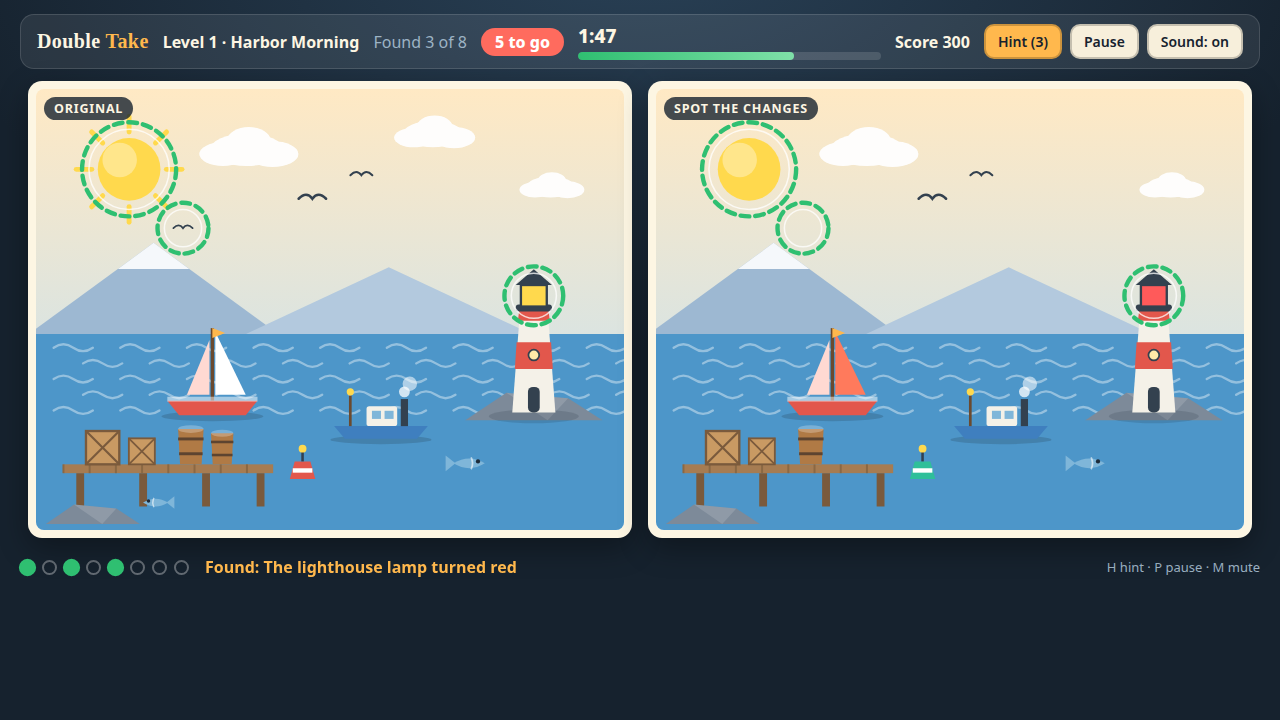 Double Take Level 1 · Harbor Morning Found 3 of 8 5 to go 1:47 Score 300 Hint (3) Pause Sound: on
ORIGINAL
SPOT THE CHANGES
Found: The lighthouse lamp turned red
H hint · P pause · M mute